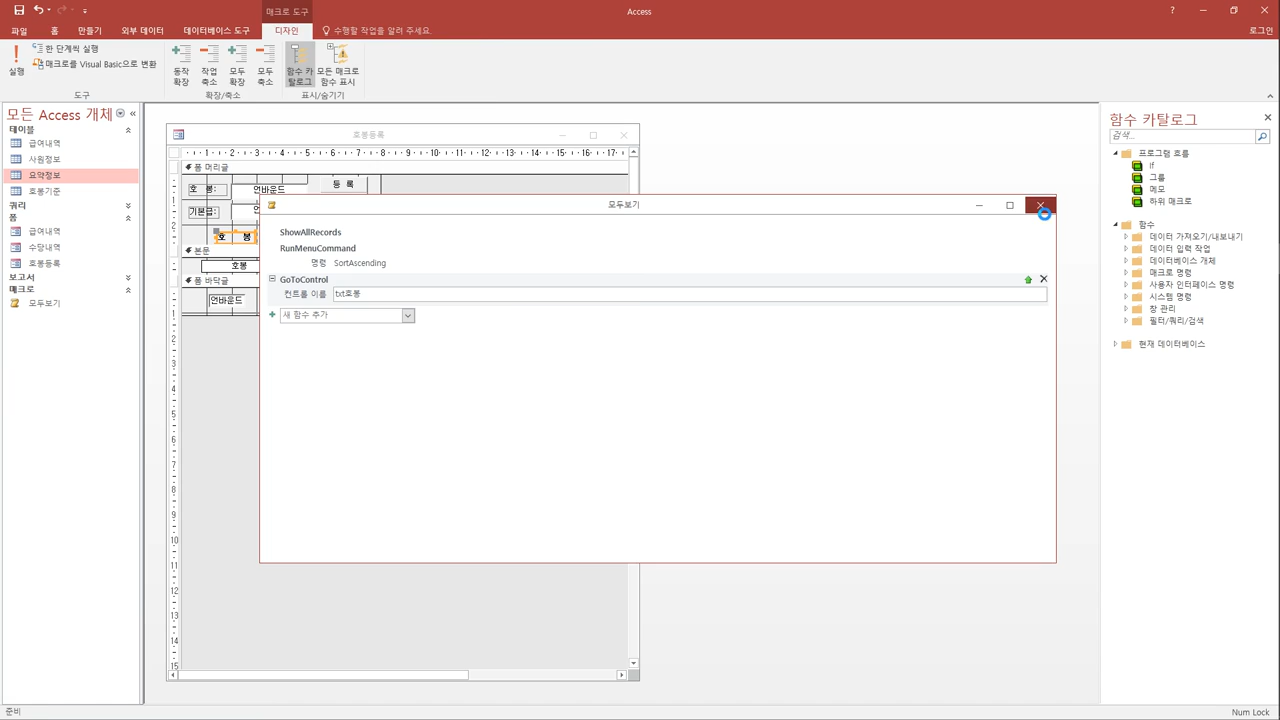 매크로 도구
Access
로그인
파일
홈
만들기
외부 데이터
데이터베이스 도구
디자인
수행할 작업을 알려 주세요.
실행
한 단계씩 실행
매크로를 Visual Basic으로 변환
동작 확장
작업 축소
모두 확장
모두 축소
함수 카탈로그
모든 매크로 함수 표시
도구
확장/축소
표시/숨기기
모든 Access 개체
테이블
급여내역
사원정보
요약정보
호봉기준
쿼리
폼
급여내역
수당내역
호봉등록
보고서
매크로
모두보기
호봉등록
폼 머리글
호 봉:
언바운드
등 록
기본급:
호 봉
본문
호봉
폼 바닥글
언바운드
모두보기
ShowAllRecords
RunMenuCommand
명령 SortAscending
GoToControl
컨트롤 이름 txt호봉
새 함수 추가
함수 카탈로그
검색...
프로그램 흐름
If
그룹
메모
하위 매크로
함수
데이터 가져오기/내보내기
데이터 입력 작업
데이터베이스 개체
매크로 명령
사용자 인터페이스 명령
시스템 명령
창 관리
필터/쿼리/검색
현재 데이터베이스
준비
Num Lock